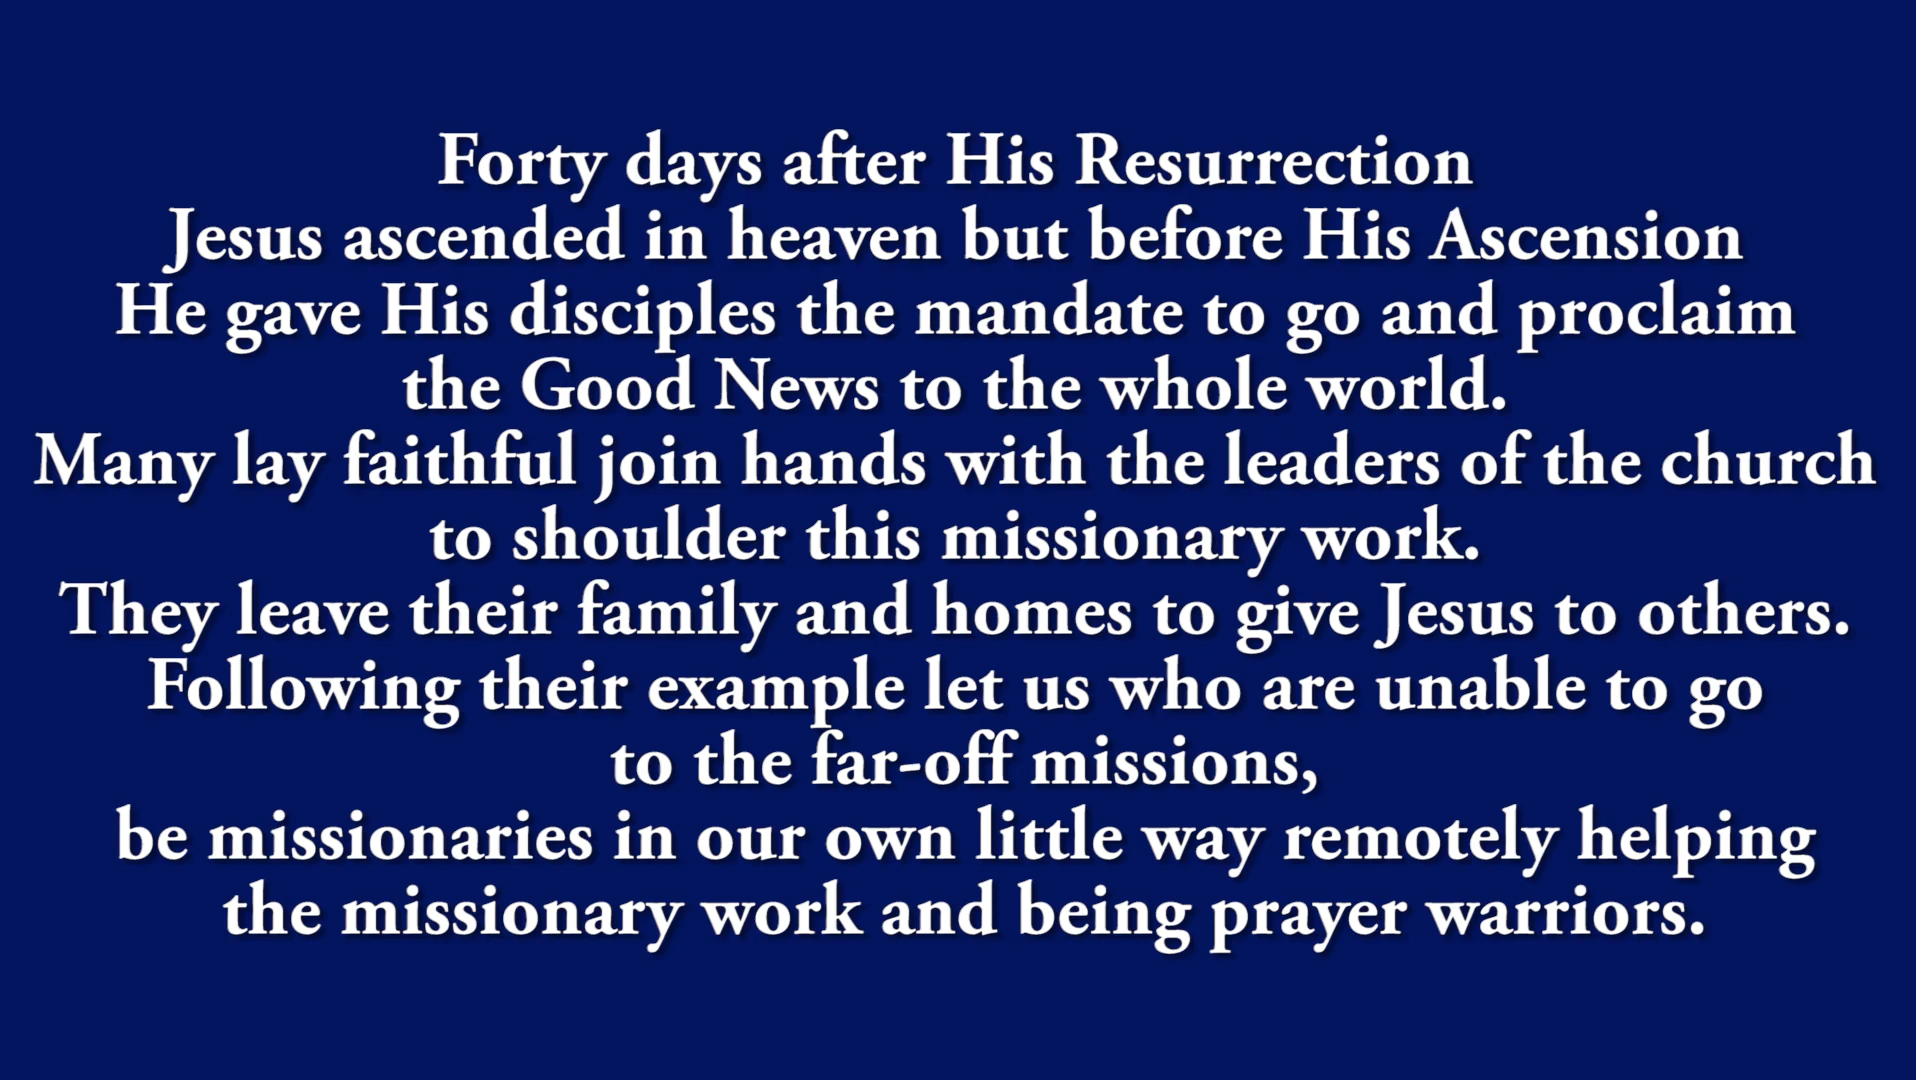 Forty days after His Resurrection
Jesus ascended in heaven but before His Ascension
He gave His disciples the mandate to go and proclaim
the Good News to the whole world.
Many lay faithful join hands with the leaders of the church
to shoulder this missionary work.
They leave their family and homes to give Jesus to others.
Following their example let us who are unable to go
to the far-off missions,
be missionaries in our own little way remotely helping
the missionary work and being prayer warriors.